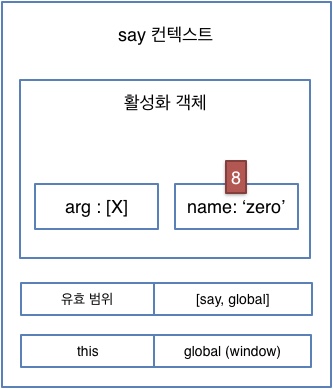 say 컨텍스트
활성화 객체
8
arg : [X]
name: ‘zero’
유효 범위
[say, global]
this
global (window)